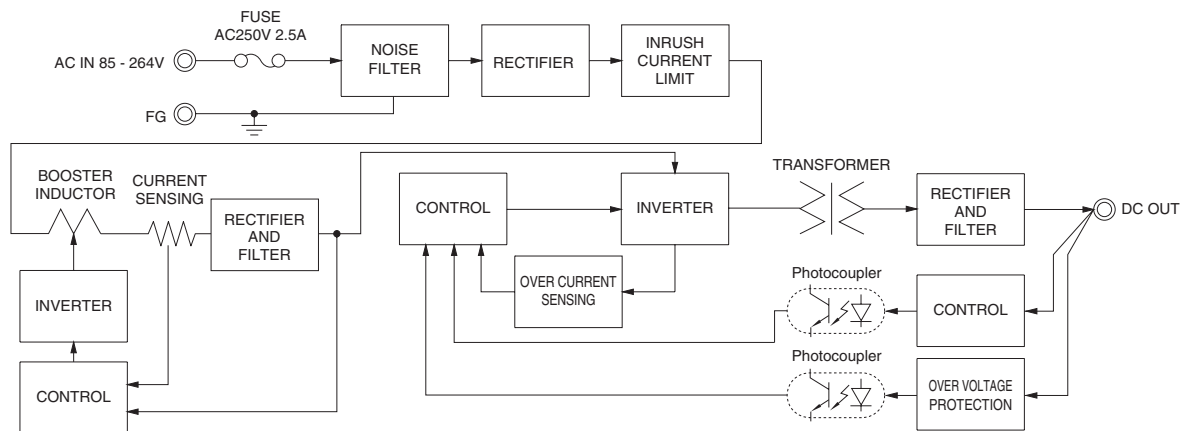 FUSE
AC250V 2.5A
AC IN 85 - 264V
NOISE
FILTER
RECTIFIER
INRUSH
CURRENT
LIMIT
FG
BOOSTER
INDUCTOR
CURRENT
SENSING
RECTIFIER
AND
FILTER
CONTROL
INVERTER
TRANSFORMER
RECTIFIER
AND
FILTER
DC OUT
OVER CURRENT
SENSING
INVERTER
Photocoupler
CONTROL
CONTROL
Photocoupler
OVER VOLTAGE
PROTECTION